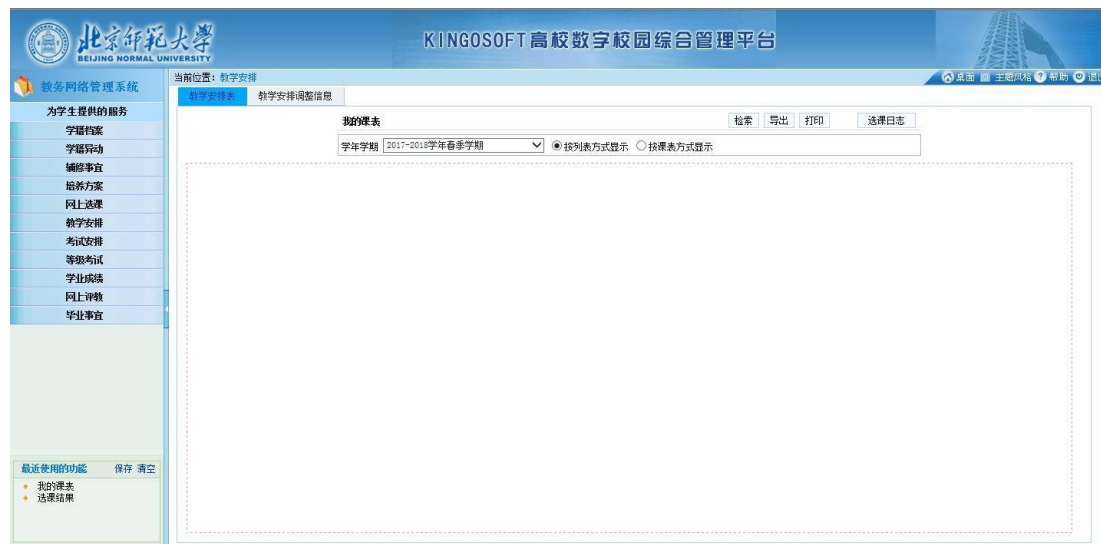 北京师范大学
BEIJING NORMAL UNIVERSITY
KINGOSOFT高校数字校园综合管理平台
教务网络管理系统
当前位置：教学安排
桌面 主题风格 帮助 退出
教学安排表 教学安排调整信息
为学生提供的服务
学籍档案
学籍异动
辅修事宜
培养方案
网上选课
教学安排
考试安排
等级考试
学业成绩
网上评教
毕业事宜
我的课表 检索 导出 打印 选课日志
学年学期 2017-2018学年春季学期 按列表方式显示 按课表方式显示
最近使用的功能 保存 清空
我的课表
选课结果